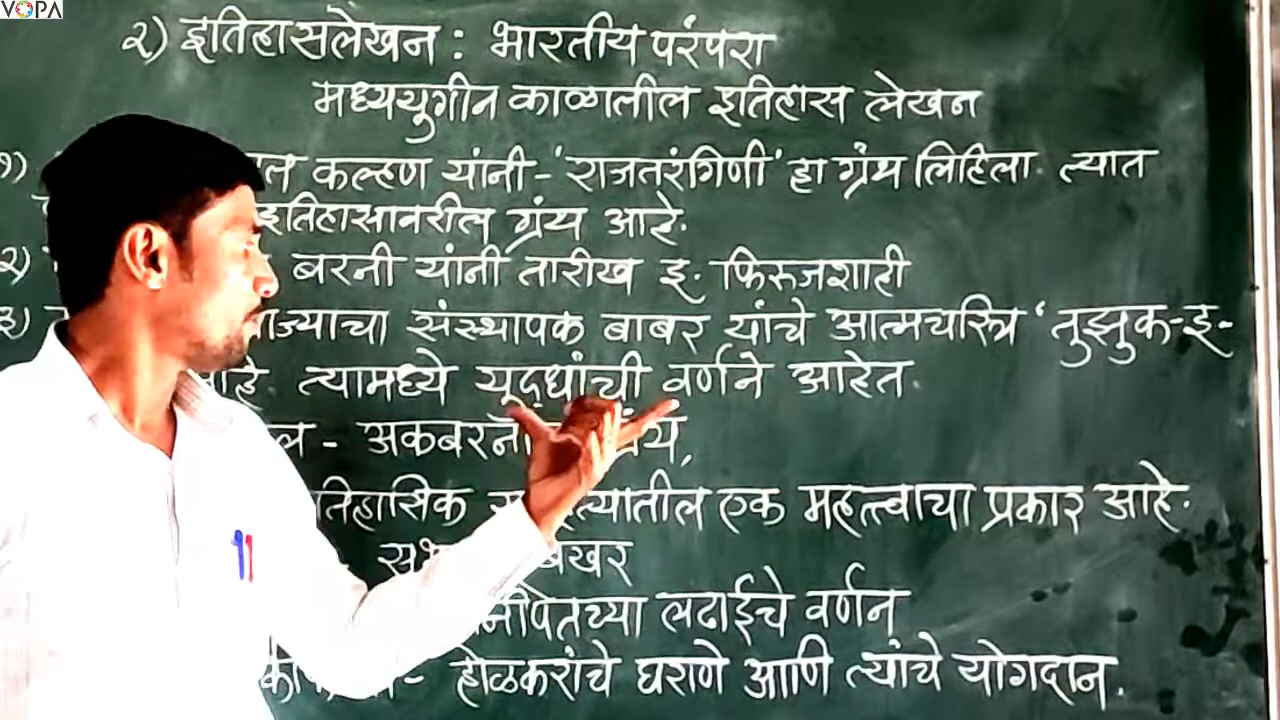 VOPA
२) इतिहासलेखन : भारतीय परंपरा
मध्ययुगीन काळातील इतिहास लेखन
१) कल्हण यांनी - 'राजतरंगिणी' हा ग्रंथ लिहिला. त्यात
इतिहासावरील ग्रंथ आहे.
२) बरनी यांनी तारीख इ. फिरुजशाही
३) संस्थापक बाबर यांचे आत्मचरित्र 'तुझुक-इ-
त्यामध्ये युद्धांची वर्णने आहेत.
एक महत्त्वाचा प्रकार आहे.
बखर
लढाईचे वर्णन
होळकरांचे घराणे आणि त्यांचे योगदान.